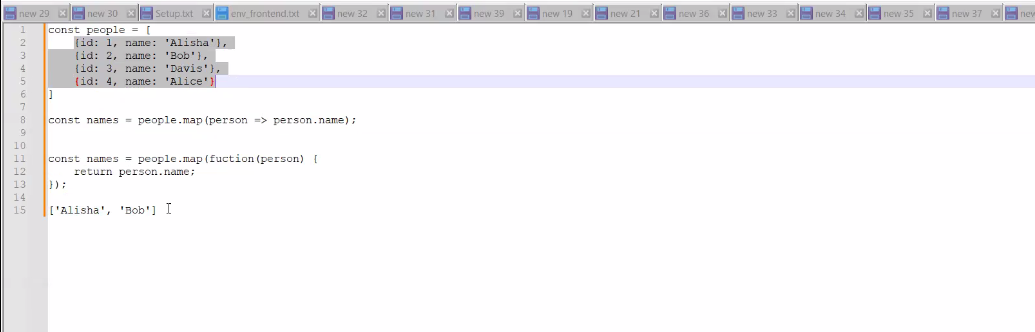 new 29 new 30 Setup.txt env_frontend.txt new 32 new 31 new 39 new 19 new 21 new 36 new 33 new 34 new 35 new 37 new
1 const people = [
2 {id: 1, name: 'Alisha'},
3 {id: 2, name: 'Bob'},
4 {id: 3, name: 'Davis'},
5 {id: 4, name: 'Alice'}
6 ]
7
8 const names = people.map(person => person.name);
9
10
11 const names = people.map(fuction(person) {
12 return person.name;
13 });
14
15 ['Alisha', 'Bob']